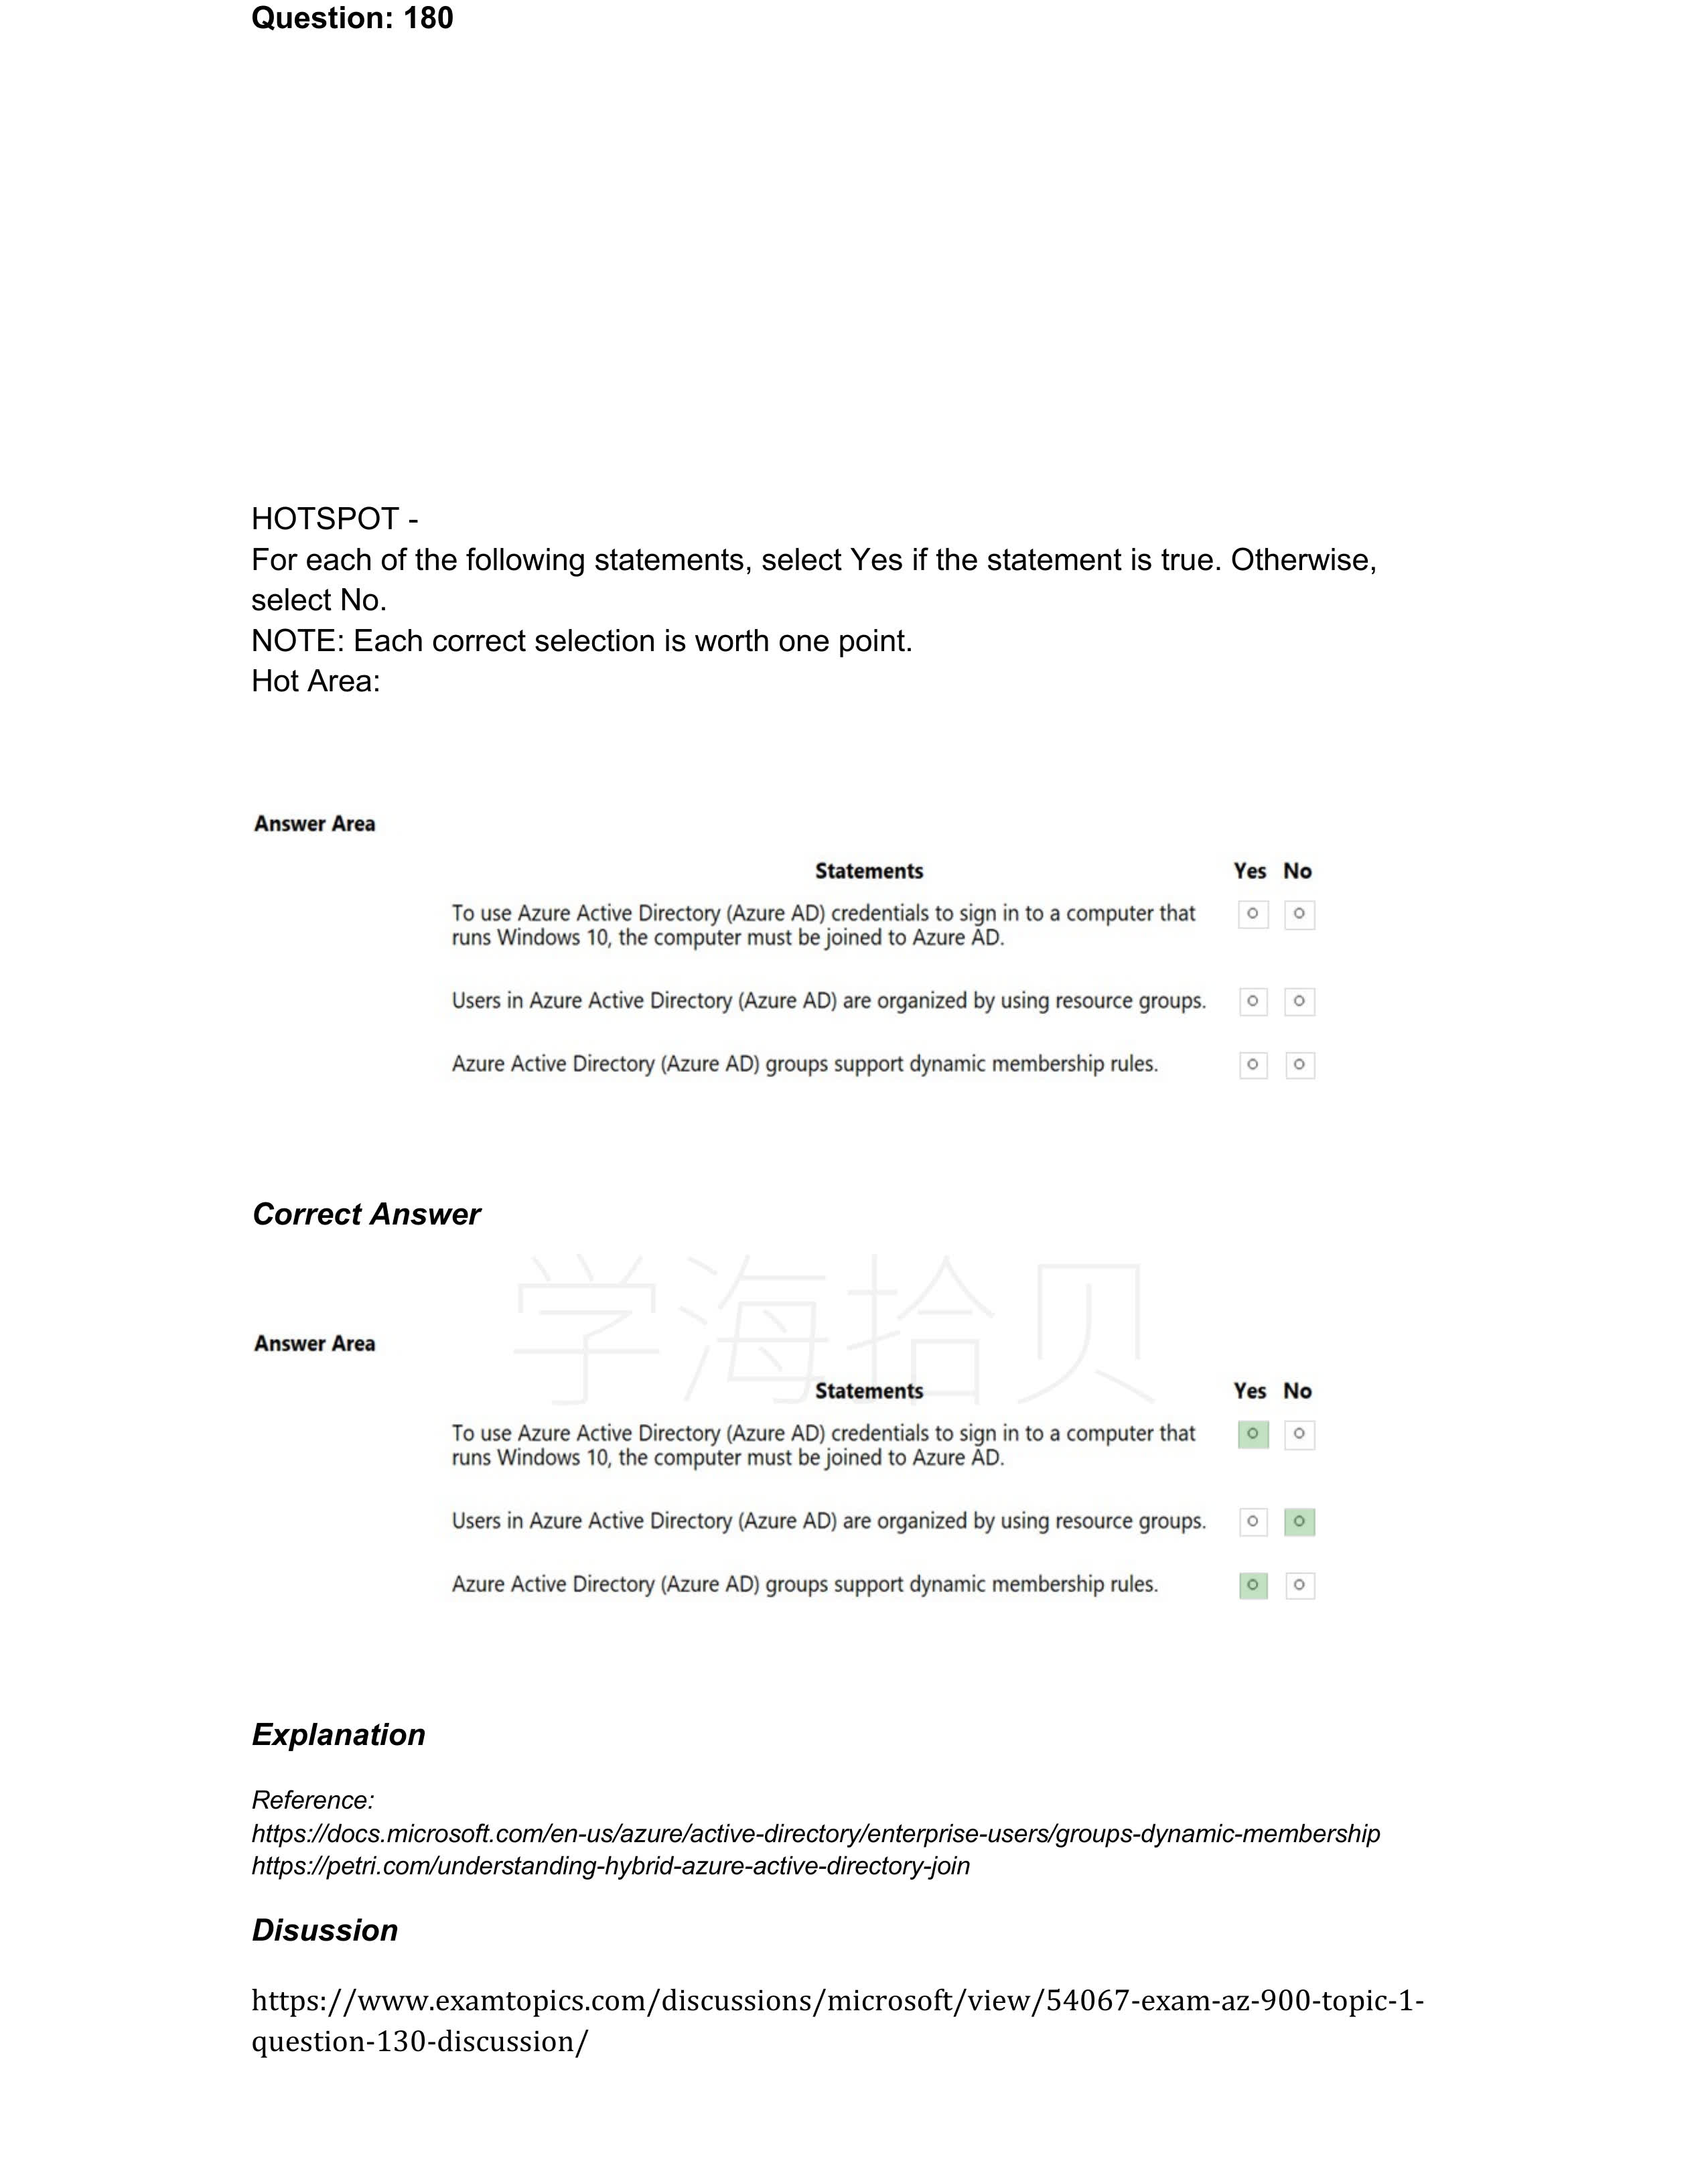 Question: 180
HOTSPOT -
For each of the following statements, select Yes if the statement is true. Otherwise,
select No.
NOTE: Each correct selection is worth one point.
Hot Area:
Answer Area
Statements Yes No
To use Azure Active Directory (Azure AD) credentials to sign in to a computer that
runs Windows 10, the computer must be joined to Azure AD.
Users in Azure Active Directory (Azure AD) are organized by using resource groups.
Azure Active Directory (Azure AD) groups support dynamic membership rules.
Correct Answer
学海拾贝
Answer Area
Statements Yes No
To use Azure Active Directory (Azure AD) credentials to sign in to a computer that
runs Windows 10, the computer must be joined to Azure AD.
Users in Azure Active Directory (Azure AD) are organized by using resource groups.
Azure Active Directory (Azure AD) groups support dynamic membership rules.
Explanation
Reference:
https://docs.microsoft.com/en-us/azure/active-directory/enterprise-users/groups-dynamic-membership
https://petri.com/understanding-hybrid-azure-active-directory-join
Disussion
https://www.examtopics.com/discussions/microsoft/view/54067-exam-az-900-topic-1-
question-130-discussion/